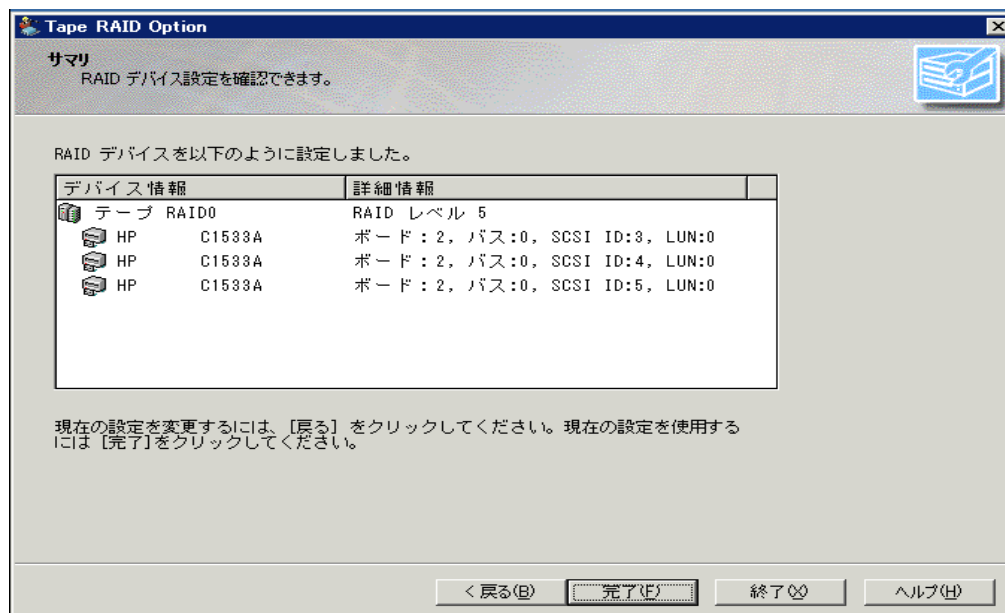 Tape RAID Option
サマリ
RAID デバイス設定を確認できます。
RAID デバイスを以下のように設定しました。
デバイス情報 詳細情報
テープ RAID0 RAID レベル 5
HP C1533A ボード:2, バス:0, SCSI ID:3, LUN:0
HP C1533A ボード:2, バス:0, SCSI ID:4, LUN:0
HP C1533A ボード:2, バス:0, SCSI ID:5, LUN:0
現在の設定を変更するには、[戻る] をクリックしてください。現在の設定を使用する
には [完了]をクリックしてください。
< 戻る(B) 完了(F) 終了(X) ヘルプ(H)